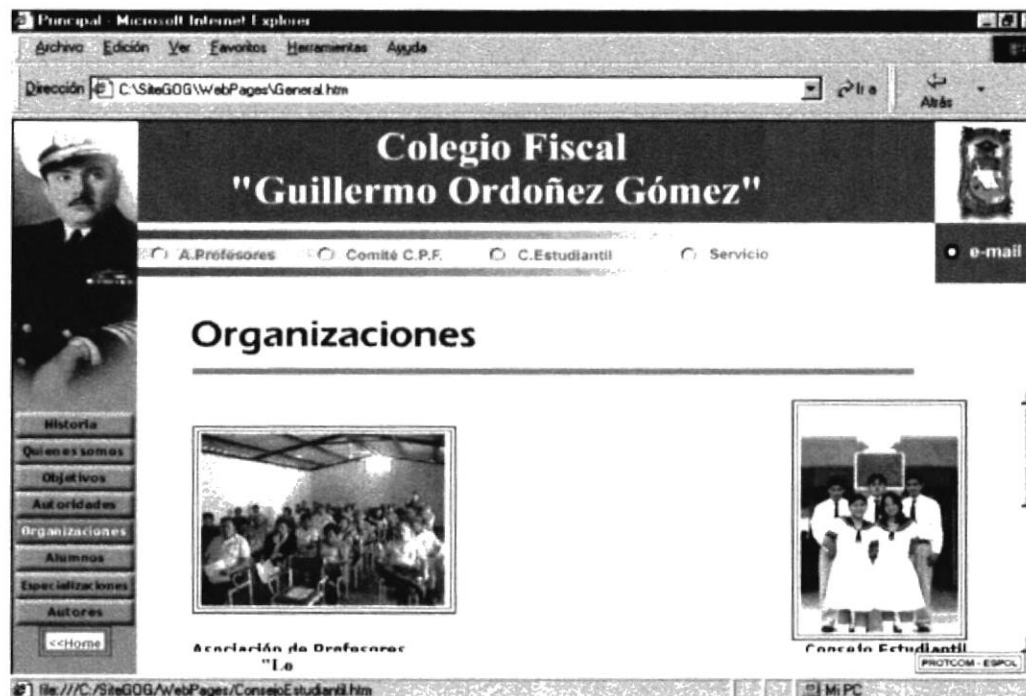 Principal - Microsoft Internet Explorer
Archivo Edición Ver Favoritos Herramientas Ayuda
Dirección C:\SiteGOG\WebPages\General.htm Ir a Atrás
Colegio Fiscal
"Guillermo Ordoñez Gómez"
A.Profesores Comité C.P.F. C.Estudiantil Servicio e-mail
Organizaciones
Historia
Quienes somos
Objetivos
Autoridades
Organizaciones
Alumnos
Especializaciones
Autores
<<Home
Asociación de Profesores
"Lo
Consejo Estudiantil
PROTCOM - ESPOL
file:///C:/SiteGOG/WebPages/ConsejoEstudiantil.htm Mi PC